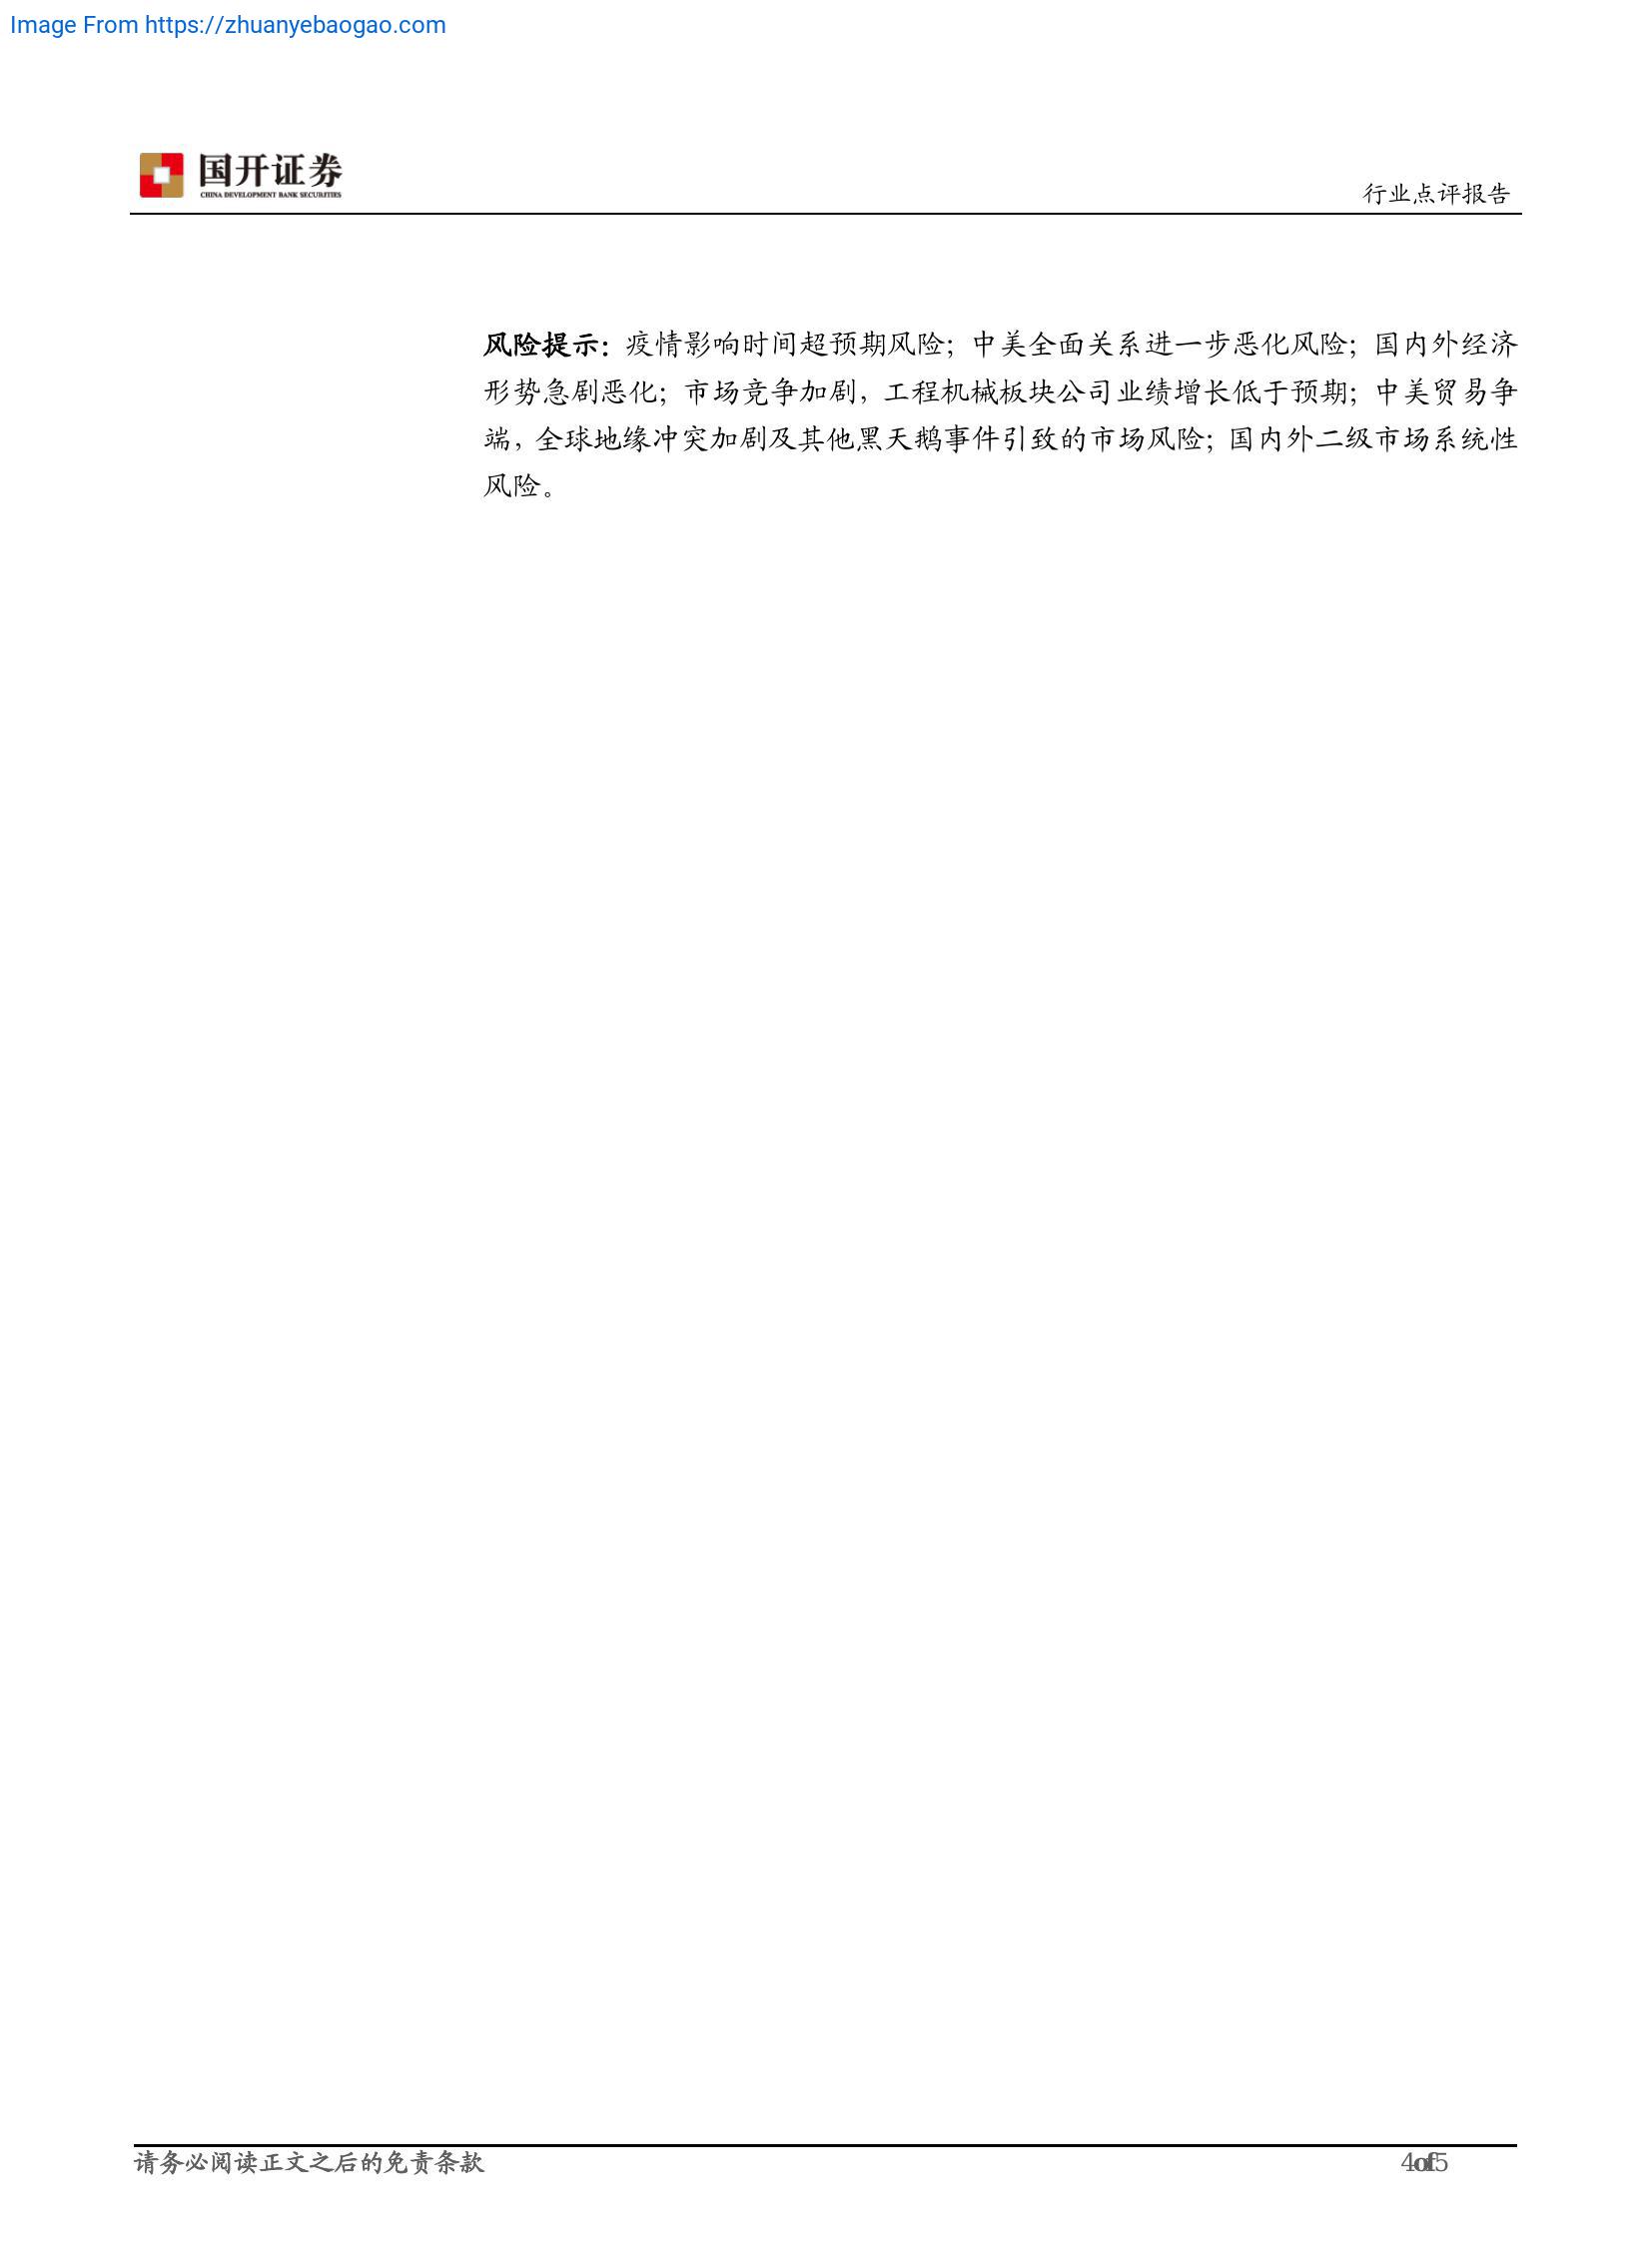 Image From https://zhuanyebaogao.com
国开证券
CHINA DEVELOPMENT BANK SECURITIES
行业点评报告
风险提示：疫情影响时间超预期风险；中美全面关系进一步恶化风险；国内外经济
形势急剧恶化；市场竞争加剧，工程机械板块公司业绩增长低于预期；中美贸易争
端，全球地缘冲突加剧及其他黑天鹅事件引致的市场风险；国内外二级市场系统性
风险。
请务必阅读正文之后的免责条款
4of5